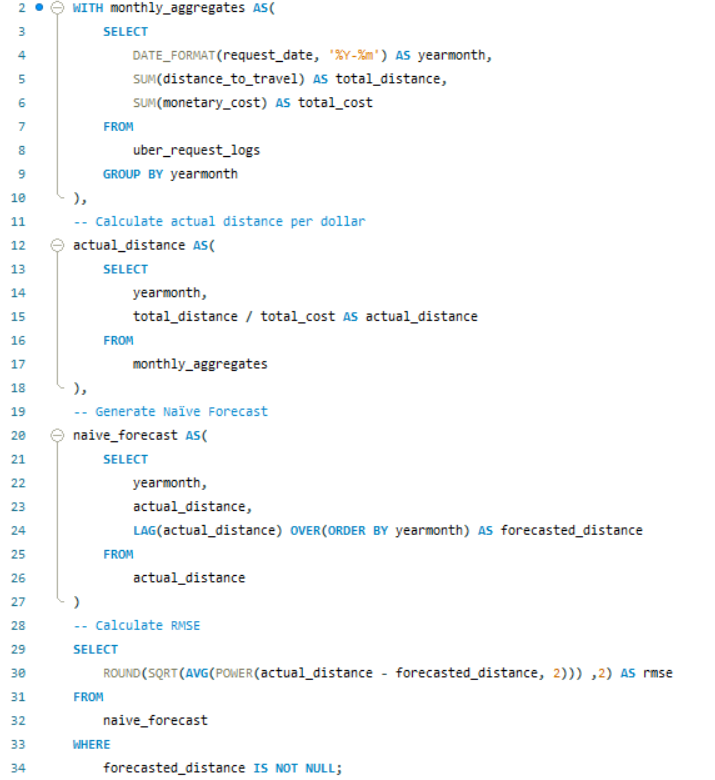 2 WITH monthly_aggregates AS(
3 SELECT
4 DATE_FORMAT(request_date, '%Y-%m') AS yearmonth,
5 SUM(distance_to_travel) AS total_distance,
6 SUM(monetary_cost) AS total_cost
7 FROM
8 uber_request_logs
9 GROUP BY yearmonth
10 ),
11 -- Calculate actual distance per dollar
12 actual_distance AS(
13 SELECT
14 yearmonth,
15 total_distance / total_cost AS actual_distance
16 FROM
17 monthly_aggregates
18 ),
19 -- Generate Naïve Forecast
20 naive_forecast AS(
21 SELECT
22 yearmonth,
23 actual_distance,
24 LAG(actual_distance) OVER(ORDER BY yearmonth) AS forecasted_distance
25 FROM
26 actual_distance
27 )
28 -- Calculate RMSE
29 SELECT
30 ROUND(SQRT(AVG(POWER(actual_distance - forecasted_distance, 2))) ,2) AS rmse
31 FROM
32 naive_forecast
33 WHERE
34 forecasted_distance IS NOT NULL;